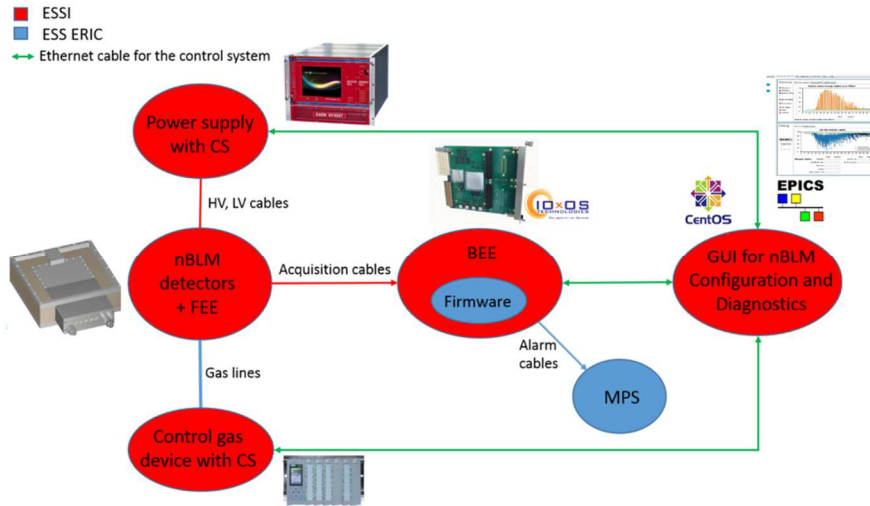 ESSI
ESS ERIC
Ethernet cable for the control system
Power supply
with CS
HV, LV cables
nBLM
detectors
+ FEE
Acquisition cables
BEE
Firmware
IOxOS
TECHNOLOGIES
CentOS
EPICS
GUI for nBLM
Configuration and
Diagnostics
Alarm
cables
MPS
Gas lines
Control gas
device with CS